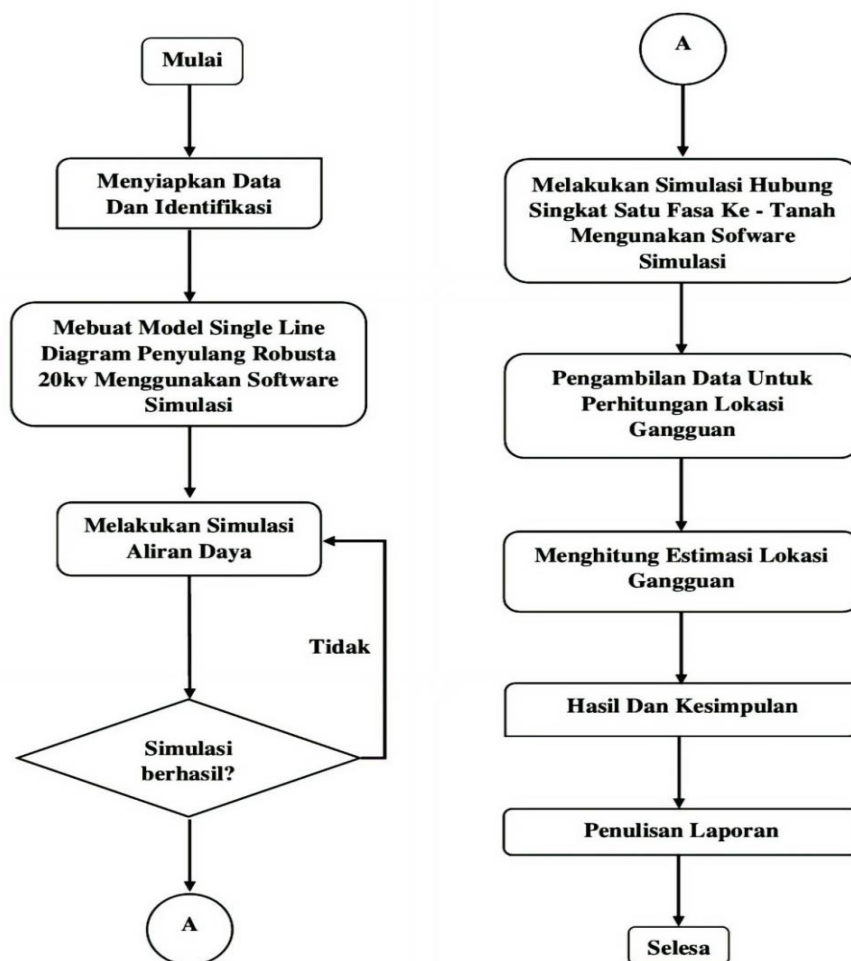 Mulai
Menyiapkan Data
Dan Identifikasi
Mebuat Model Single Line
Diagram Penyulang Robusta
20kv Menggunakan Software
Simulasi
Melakukan Simulasi
Aliran Daya
Tidak
Simulasi
berhasil?
A
A
Melakukan Simulasi Hubung
Singkat Satu Fasa Ke - Tanah
Mengunakan Sofware
Simulasi
Pengambilan Data Untuk
Perhitungan Lokasi
Gangguan
Menghitung Estimasi Lokasi
Gangguan
Hasil Dan Kesimpulan
Penulisan Laporan
Selesa